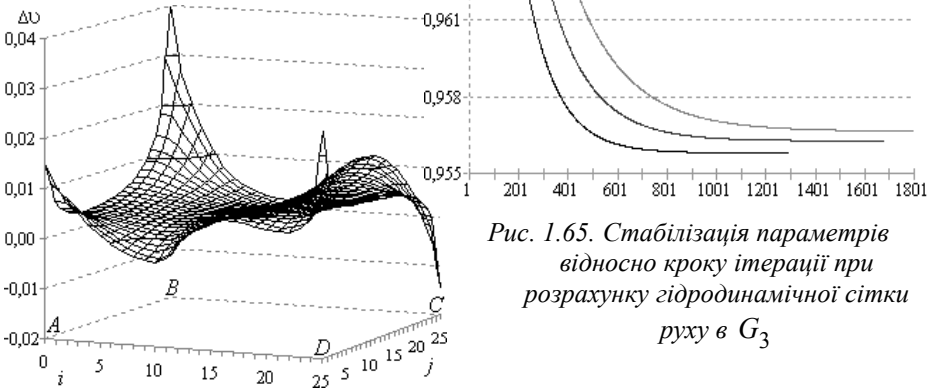 Δυ
0,04
0,03
0,02
0,01
0,00
-0,01
-0,02
A
B
C
D
0 5 10 15 20 25
i
5 10 15 20 25
j
0,961
0,958
0,955
1 201 401 601 801 1001 1201 1401 1601 1801
Рис. 1.65. Стабілізація параметрів
відносно кроку ітерації при
розрахунку гідродинамічної сітки
руху в G₃